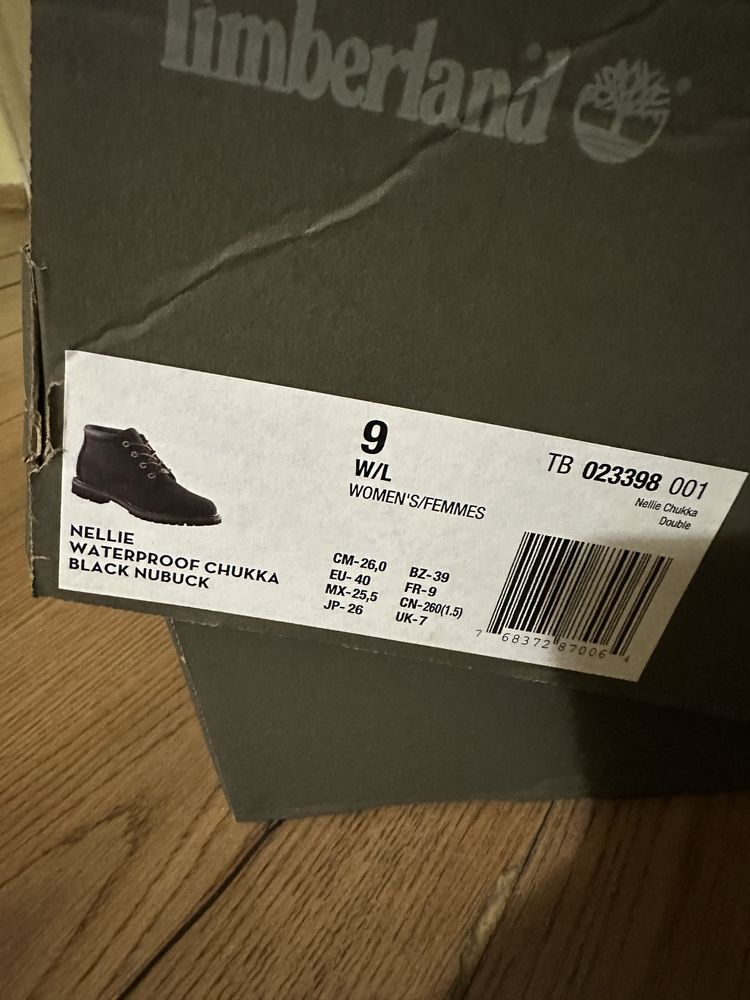 Timberland
9
W/L
WOMEN'S/FEMMES
TB 023398 001
Nellie Chukka
Double
NELLIE
WATERPROOF CHUKKA
BLACK NUBUCK
CM-26,0
EU-40
MX-25,5
JP-26
BZ-39
FR-9
CN-260(1.5)
UK-7
7 68372 87006 4